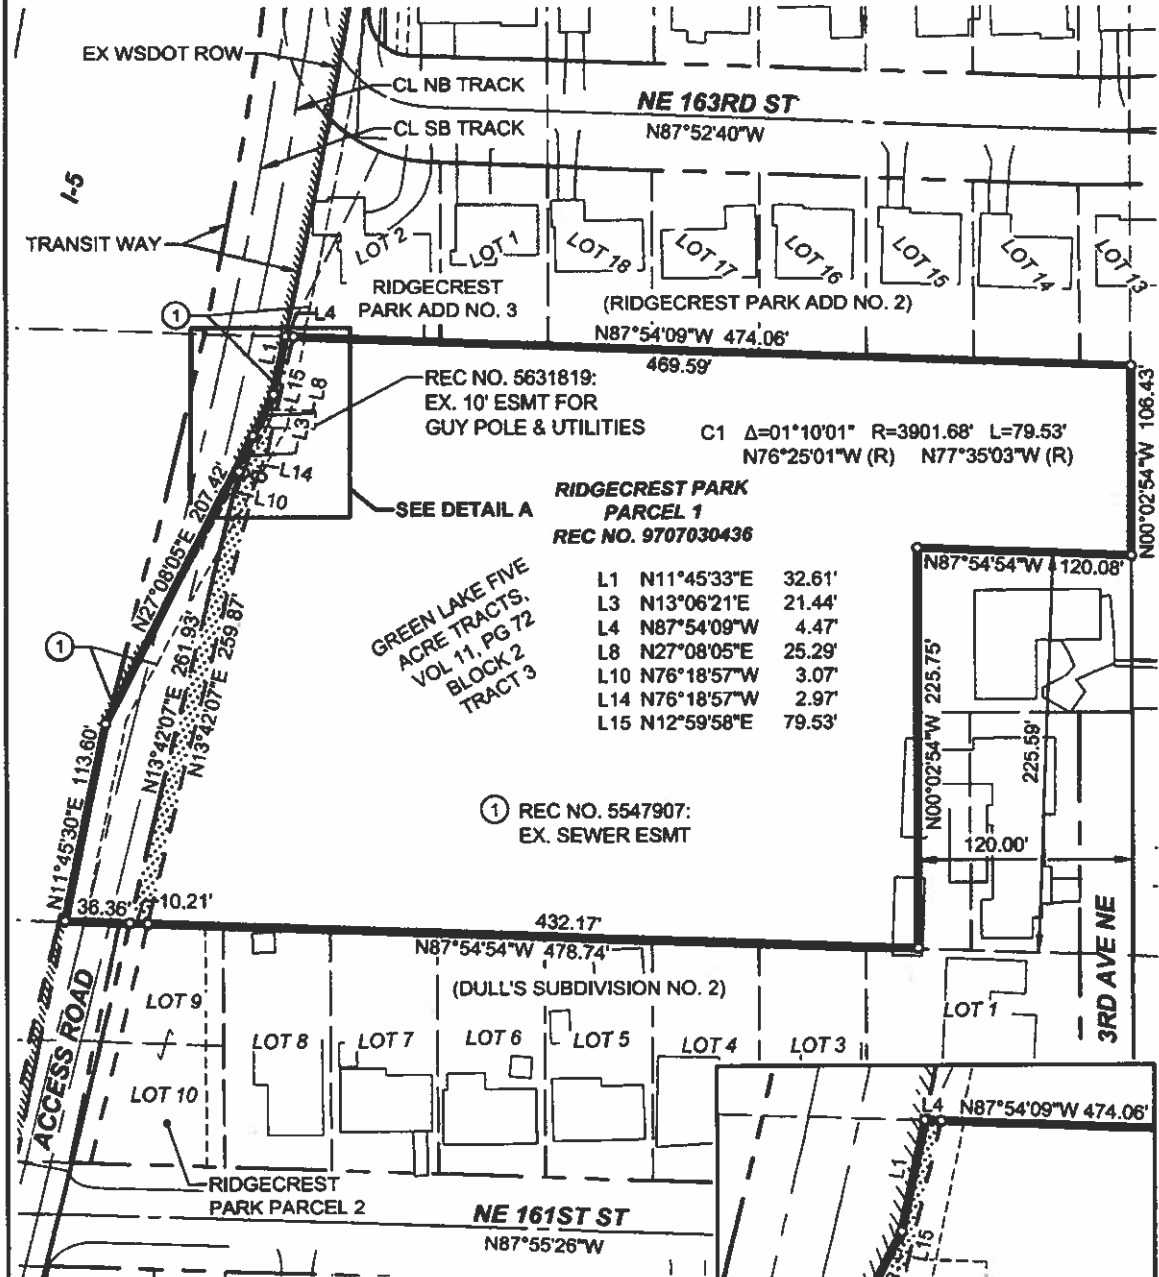 EX WSDOT ROW
CL NB TRACK
CL SB TRACK
NE 163RD ST
N87°52'40"W
I-5
TRANSIT WAY
LOT 2
LOT 1
LOT 18
LOT 17
LOT 16
LOT 15
LOT 14
LOT 13
RIDGECREST
PARK ADD NO. 3
(RIDGECREST PARK ADD NO. 2)
1
L4
N87°54'09"W 474.06'
469.59'
L1
L15
L8
L3
L14
L10
REC NO. 5631819:
EX. 10' ESMT FOR
GUY POLE & UTILITIES
C1 Δ=01°10'01" R=3901.68' L=79.53'
N76°25'01"W (R) N77°35'03"W (R)
N00°02'54"W 106.43'
SEE DETAIL A
RIDGECREST PARK
PARCEL 1
REC NO. 9707030436
N87°54'54"W 120.08'
GREEN LAKE FIVE
ACRE TRACTS,
VOL 11, PG 72
BLOCK 2
TRACT 3
L1 N11°45'33"E 32.61'
L3 N13°06'21"E 21.44'
L4 N87°54'09"W 4.47'
L8 N27°08'05"E 25.29'
L10 N76°18'57"W 3.07'
L14 N76°18'57"W 2.97'
L15 N12°59'58"E 79.53'
N27°08'05"E 207.42'
1
N13°42'07"E 261.93'
N13°42'07"E 259.87'
N11°45'30"E 113.60'
N00°02'54"W 225.75'
225.59'
1 REC NO. 5547907:
EX. SEWER ESMT
120.00'
36.36'
10.21'
432.17'
N87°54'54"W 478.74'
(DULL'S SUBDIVISION NO. 2)
3RD AVE NE
ACCESS ROAD
LOT 9
LOT 8
LOT 7
LOT 6
LOT 5
LOT 4
LOT 3
LOT 1
LOT 10
RIDGECREST
PARK PARCEL 2
NE 161ST ST
N87°55'26"W
L4
N87°54'09"W 474.06'
L1
L15